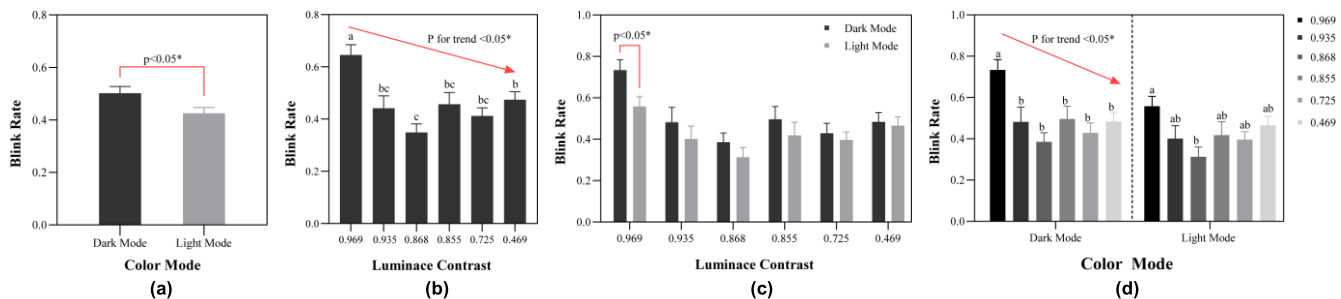 0.8
0.6
0.4
0.2
0.0
Blink Rate
p<0.05*
Dark Mode
Light Mode
Color Mode
(a)
0.8
0.6
0.4
0.2
0.0
Blink Rate
P for trend <0.05*
a
bc
c
bc
bc
b
0.969
0.935
0.868
0.855
0.725
0.469
Luminace Contrast
(b)
1.0
0.8
0.6
0.4
0.2
0.0
Blink Rate
p<0.05*
Dark Mode
Light Mode
0.969
0.935
0.868
0.855
0.725
0.469
Luminace Contrast
(c)
1.0
0.8
0.6
0.4
0.2
0.0
Blink Rate
P for trend <0.05*
a
b
b
b
b
b
a
ab
b
ab
ab
ab
Dark Mode
Light Mode
Color Mode
(d)
0.969
0.935
0.868
0.855
0.725
0.469